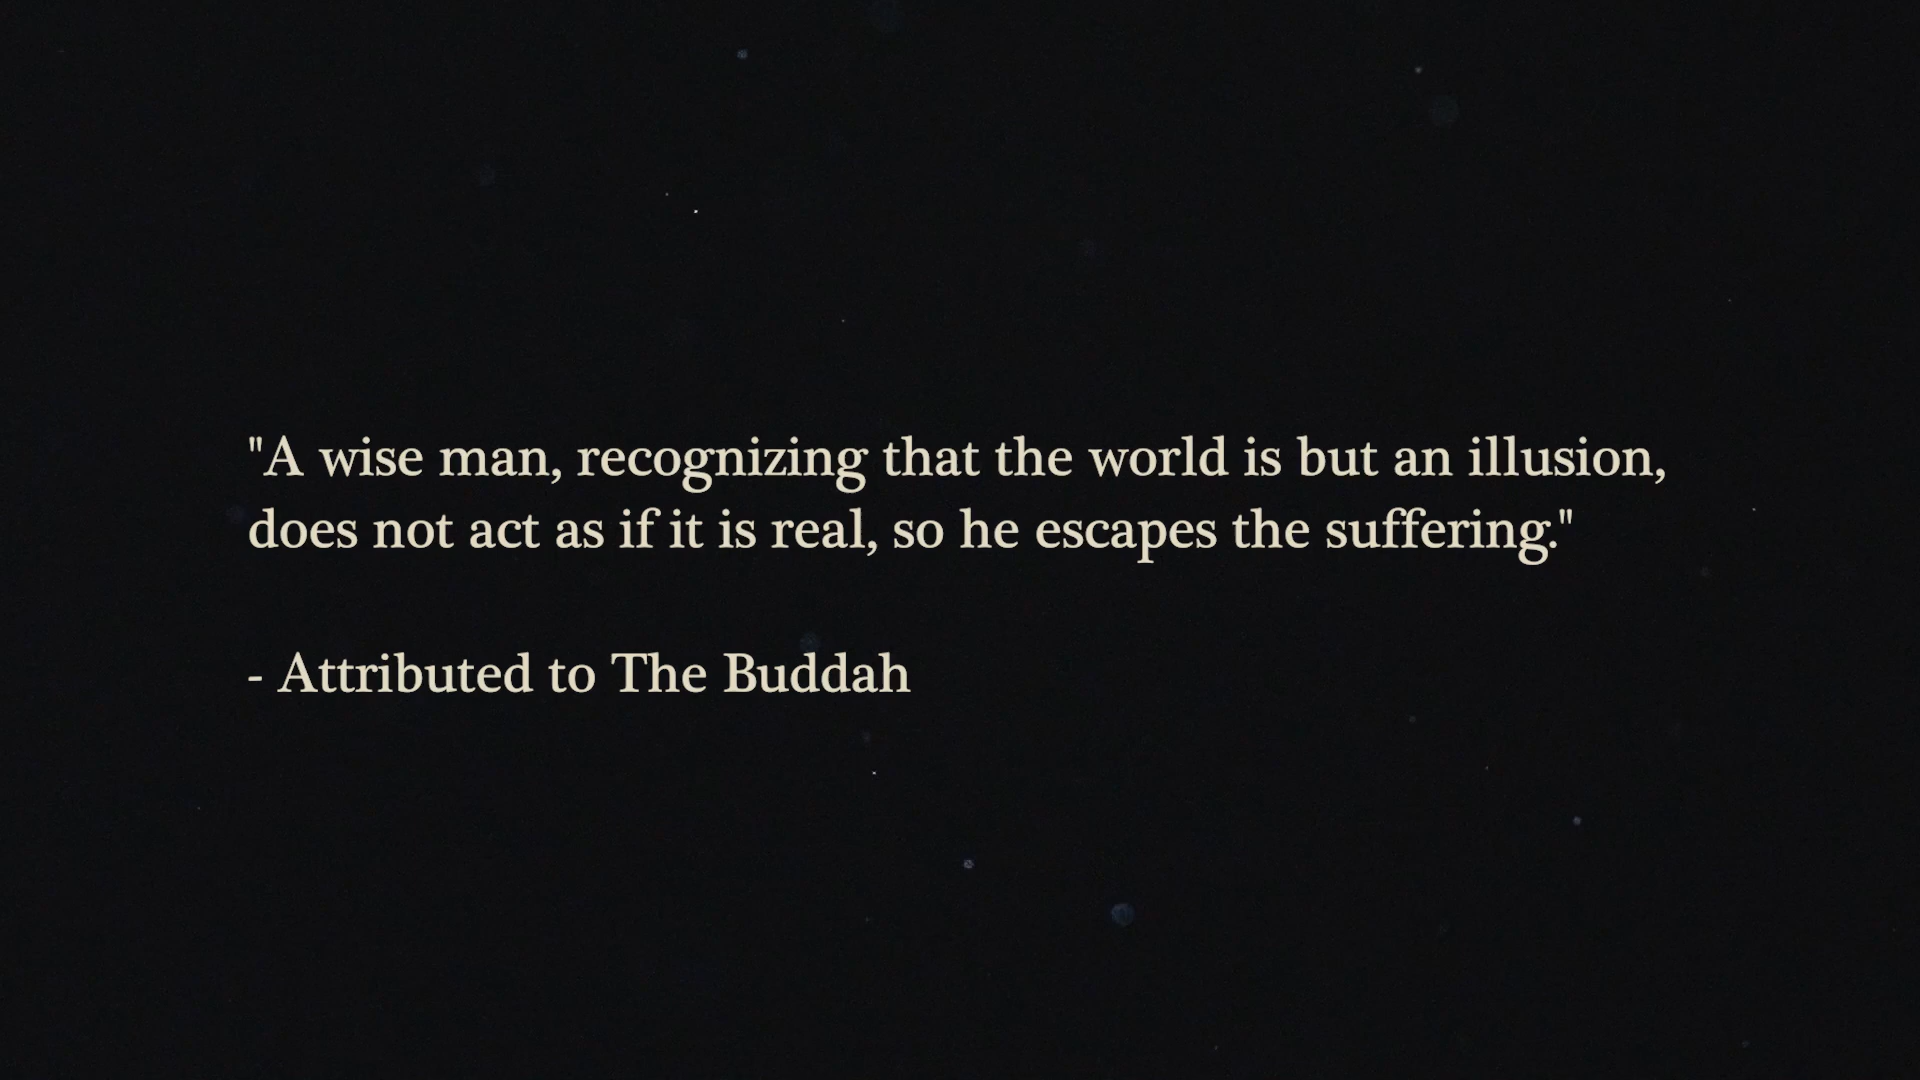 "A wise man, recognizing that the world is but an illusion,
does not act as if it is real, so he escapes the suffering."
- Attributed to The Buddah